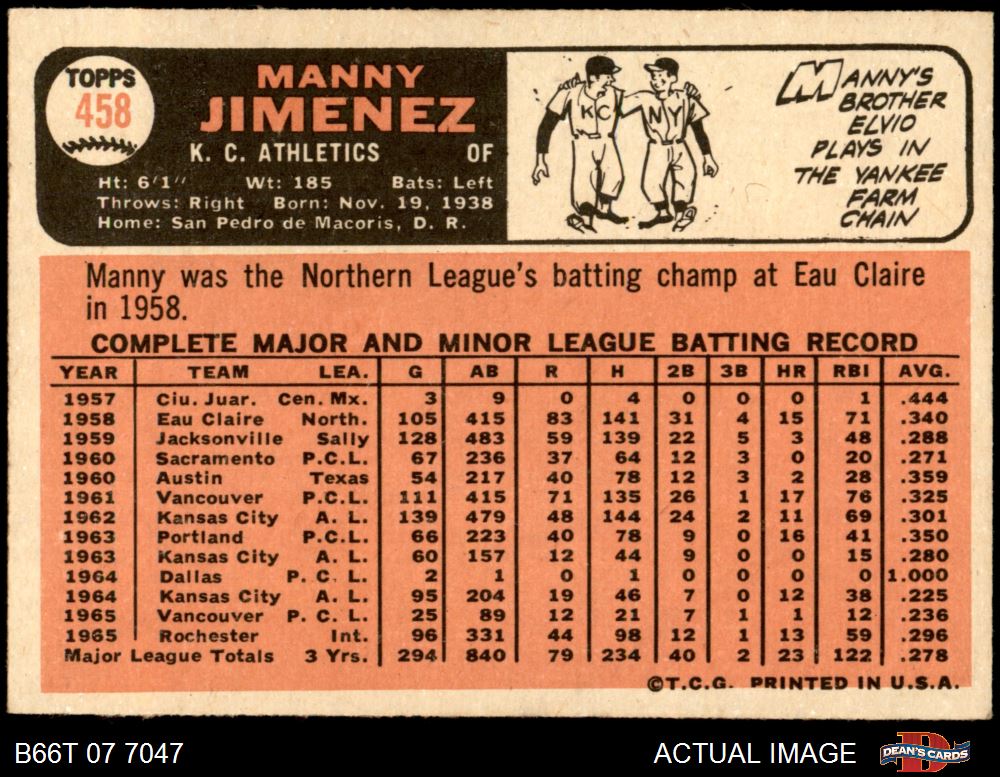 TOPPS
458
MANNY
JIMENEZ
K. C. ATHLETICS OF
Ht: 6'1" Wt: 185 Bats: Left
Throws: Right Born: Nov. 19, 1938
Home: San Pedro de Macoris, D. R.
KC NY
MANNY'S
BROTHER
ELVIO
PLAYS IN
THE YANKEE
FARM
CHAIN
Manny was the Northern League's batting champ at Eau Claire
in 1958.
COMPLETE MAJOR AND MINOR LEAGUE BATTING RECORD
YEAR TEAM LEA. G AB R H 2B 3B HR RBI AVG.
1957 Ciu. Juar. Cen. Mx. 3 9 0 4 0 0 0 1 .444
1958 Eau Claire North. 105 415 83 141 31 4 15 71 .340
1959 Jacksonville Sally 128 483 59 139 22 5 3 48 .288
1960 Sacramento P.C.L. 67 236 37 64 12 3 0 20 .271
1960 Austin Texas 54 217 40 78 12 3 2 28 .359
1961 Vancouver P.C.L. 111 415 71 135 26 1 17 76 .325
1962 Kansas City A. L. 139 479 48 144 24 2 11 69 .301
1963 Portland P.C.L. 66 223 40 78 9 0 16 41 .350
1963 Kansas City A. L. 60 157 12 44 9 0 0 15 .280
1964 Dallas P. C. L. 2 1 0 1 0 0 0 0 1.000
1964 Kansas City A. L. 95 204 19 46 7 0 12 38 .225
1965 Vancouver P. C. L. 25 89 12 21 7 1 1 12 .236
1965 Rochester Int. 96 331 44 98 12 1 13 59 .296
Major League Totals 3 Yrs. 294 840 79 234 40 2 23 122 .278
©T.C.G. PRINTED IN U.S.A.
B66T 07 7047 ACTUAL IMAGE DEAN'S CARDS